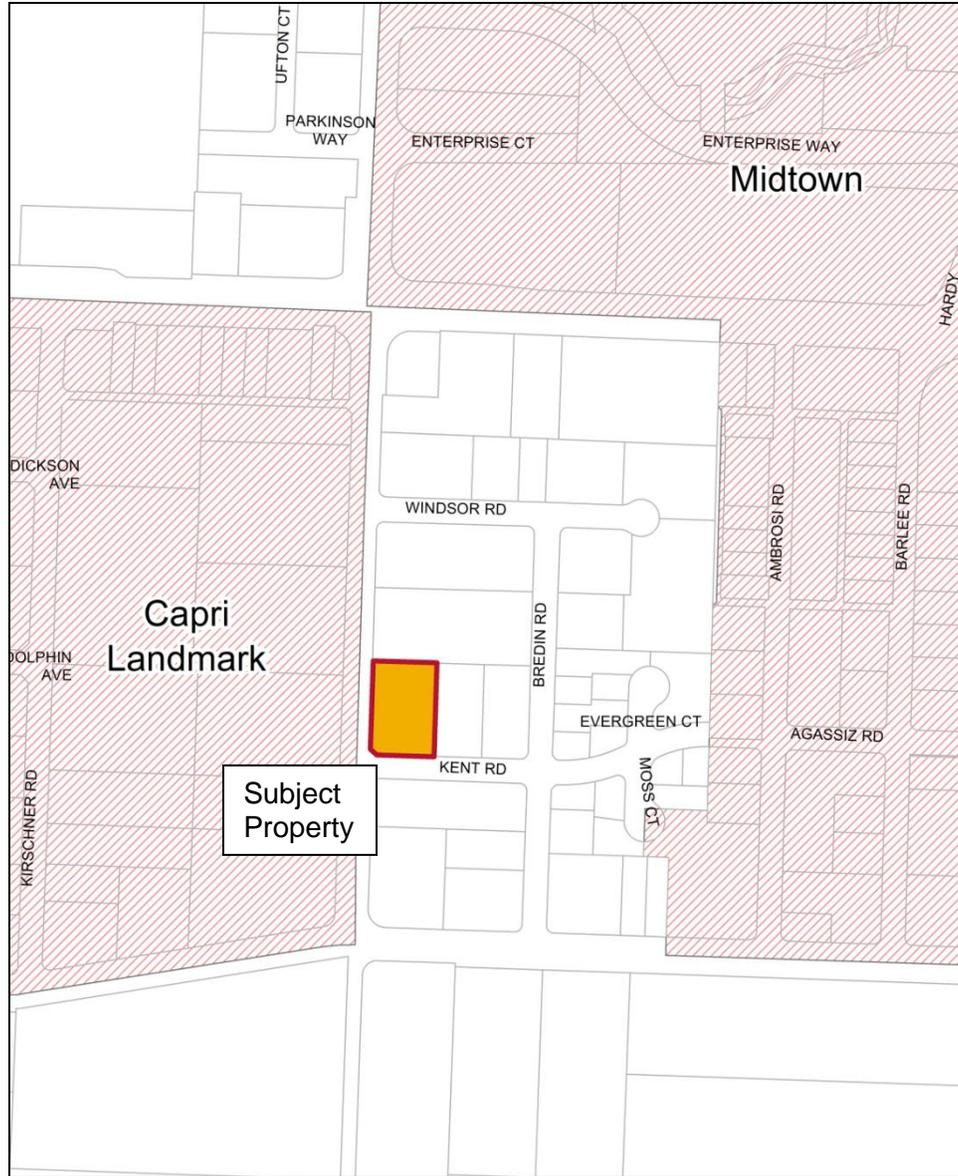 UFTON CT
PARKINSON
WAY
ENTERPRISE CT
ENTERPRISE WAY
Midtown
HARDY
DICKSON
AVE
WINDSOR RD
AMBROSI RD
BARLEE RD
Capri
Landmark
BREDIN RD
DOLPHIN
AVE
EVERGREEN CT
AGASSIZ RD
KENT RD
MOSS CT
Subject
Property
KIRSCHNER RD